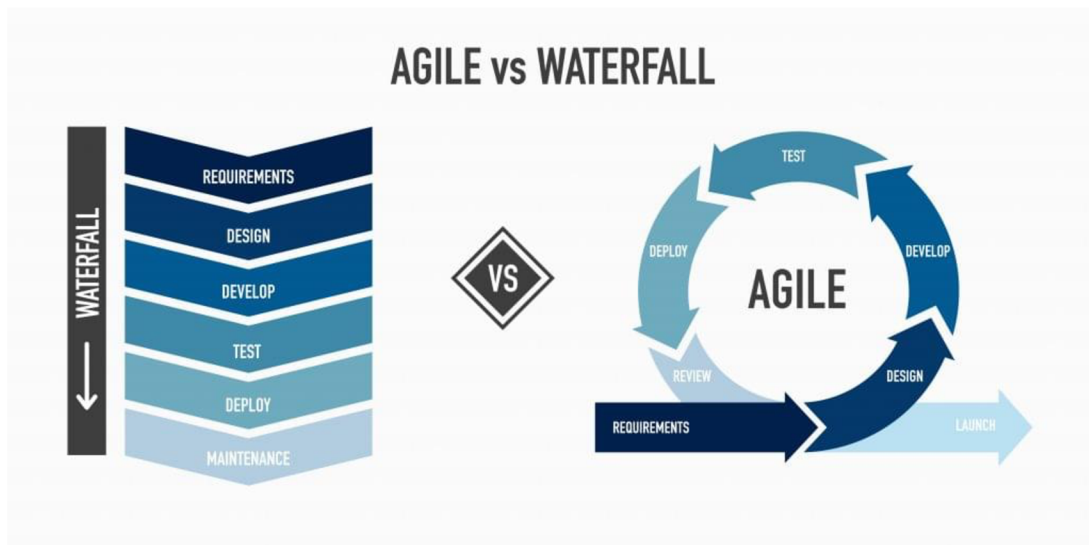 AGILE vs WATERFALL
WATERFALL
REQUIREMENTS
DESIGN
DEVELOP
TEST
DEPLOY
MAINTENANCE
VS
TEST
DEPLOY
DEVELOP
AGILE
REVIEW
DESIGN
REQUIREMENTS
LAUNCH